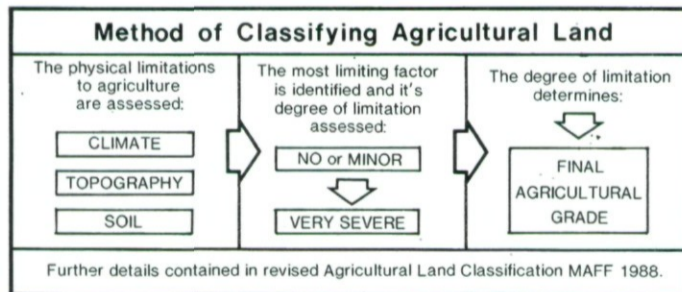 Method of Classifying Agricultural Land
The physical limitations
to agriculture
are assessed:
CLIMATE
TOPOGRAPHY
SOIL
The most limiting factor
is identified and it's
degree of limitation
assessed:
NO or MINOR
VERY SEVERE
The degree of limitation
determines:
FINAL
AGRICULTURAL
GRADE
Further details contained in revised Agricultural Land Classification MAFF 1988.